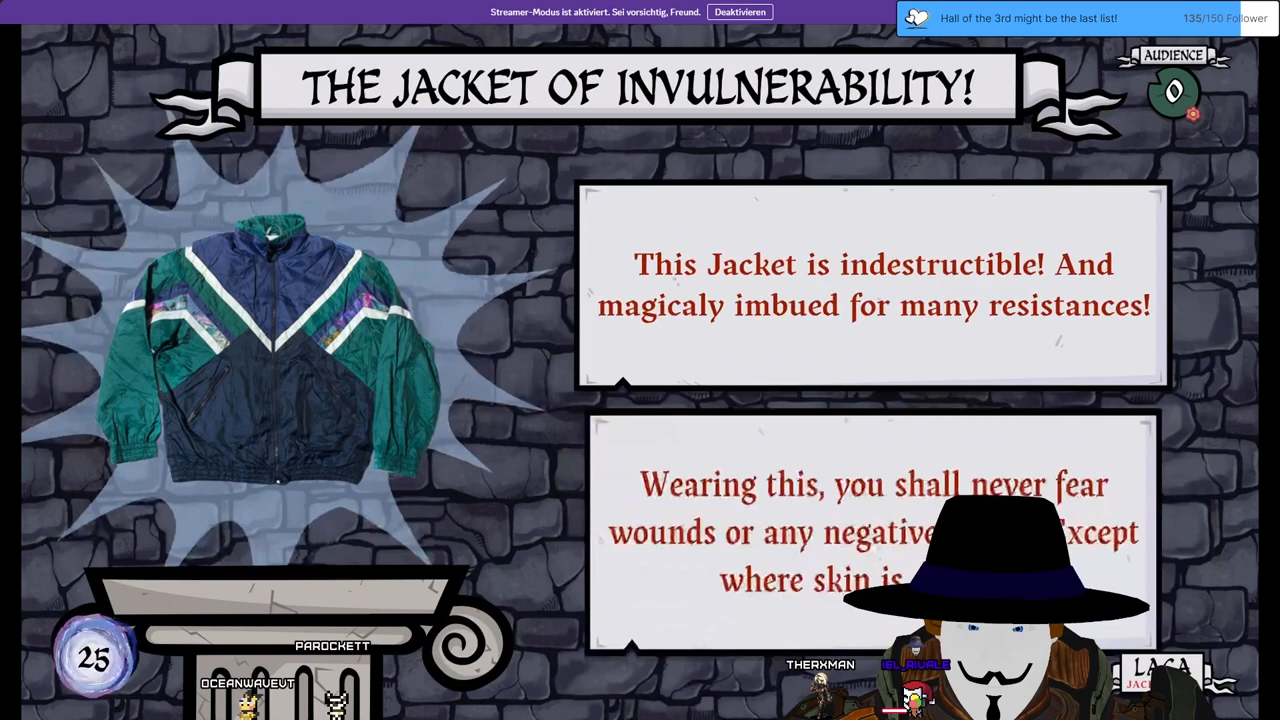 Streamer-Modus ist aktiviert. Sei vorsichtig, Freund. Deaktivieren
Hall of the 3rd might be the last list! 135/150 Follower
AUDIENCE
0
THE JACKET OF INVULNERABILITY!
This Jacket is indestructible! And
magicaly imbued for many resistances!
Wearing this, you shall never fear
wounds or any negative Except
where skin is
25
PAROCKETT
OCEANWAVEVT
THERXMAN
IEL_RIVALE